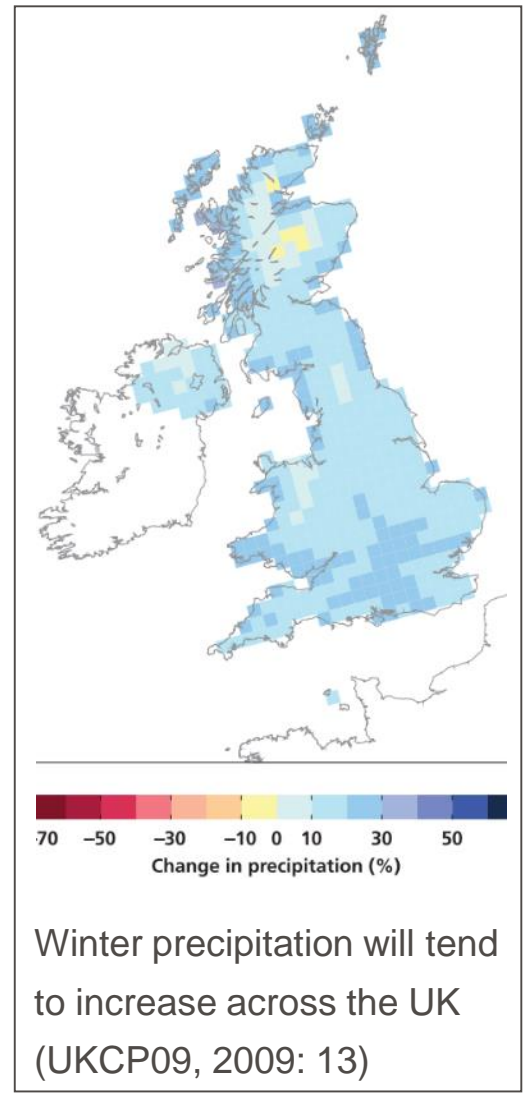 -70 −50 −30 −10 0 10 30 50
Change in precipitation (%)
Winter precipitation will tend
to increase across the UK
(UKCP09, 2009: 13)